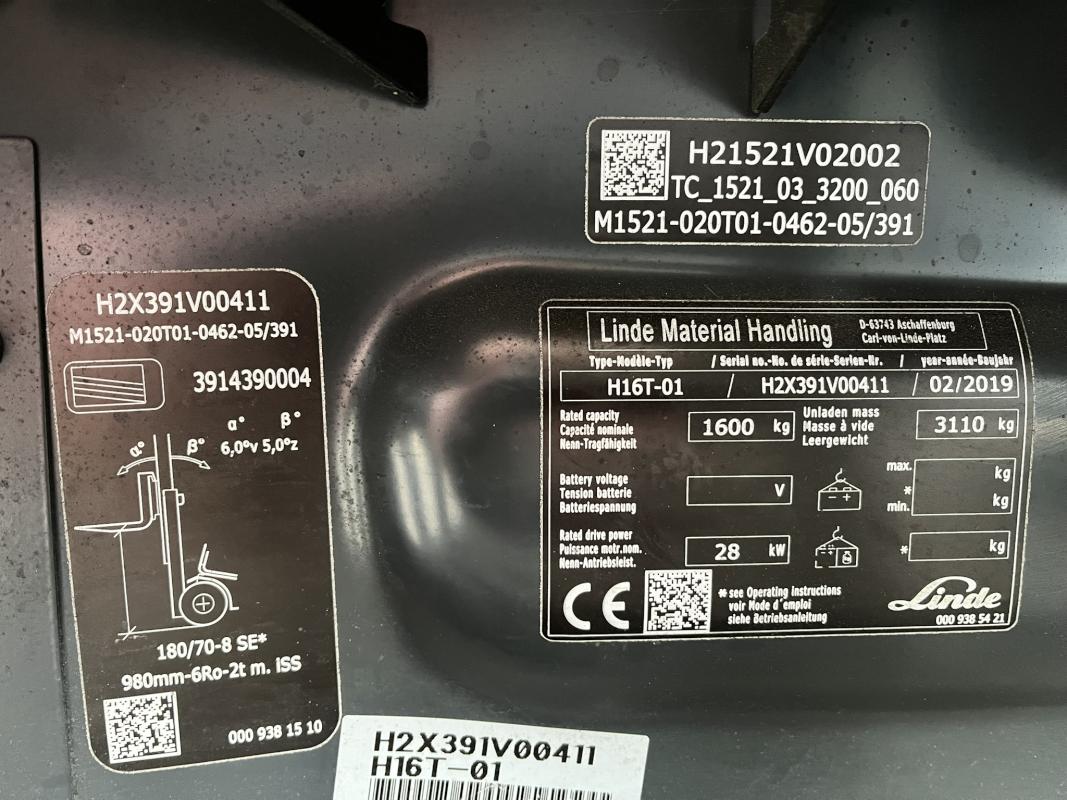 H21521V02002
TC_1521_03_3200_060
M1521-020T01-0462-05/391
H2X391V00411
M1521-020T01-0462-05/391
3914390004
α° β°
6,0°v 5,0°z
α° β°
180/70-8 SE*
980mm-6Ro-2t m. iSS
000 938 15 10
Linde Material Handling
D-63743 Aschaffenburg
Carl-von-Linde-Platz
Type-Modèle-Typ / Serial no.-No. de série-Serien-Nr. / year-année-Baujahr
H16T-01 / H2X391V00411 / 02/2019
Rated capacity
Capacité nominale
Nenn-Tragfähigkeit
1600 kg
Unladen mass
Masse à vide
Leergewicht
3110 kg
Battery voltage
Tension batterie
Batteriespannung
V
- +
max. kg
*
min. kg
Rated drive power
Puissance motr.nom.
Nenn-Antriebsleist.
28 kW
* kg
CE
* see Operating instructions
voir Mode d'emploi
siehe Betriebsanleitung
Linde
000 938 54 21
H2X391V00411
H16T-01